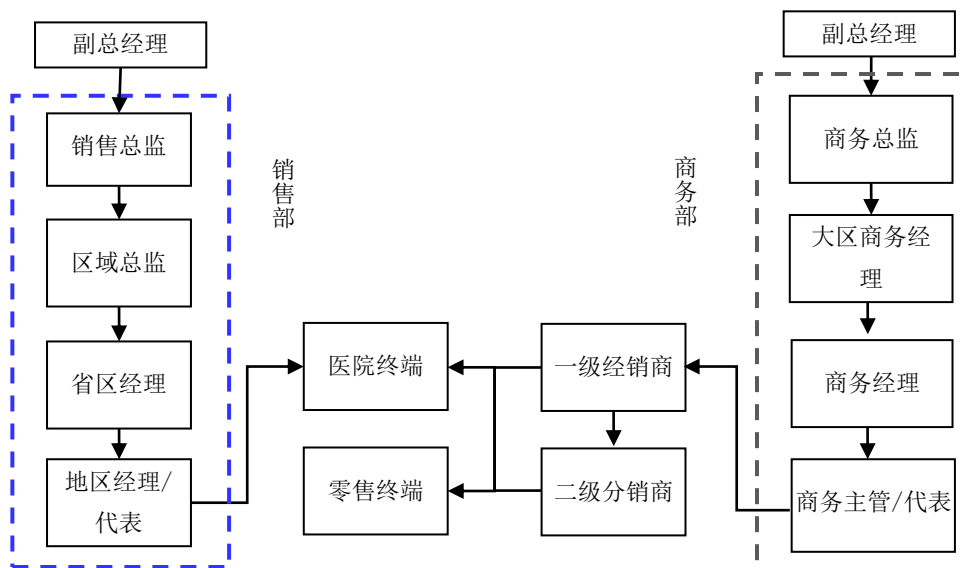 副总经理
销售总监
区域总监
省区经理
地区经理/
代表
销售部
医院终端
零售终端
一级经销商
二级分销商
商务部
副总经理
商务总监
大区商务经
理
商务经理
商务主管/代表